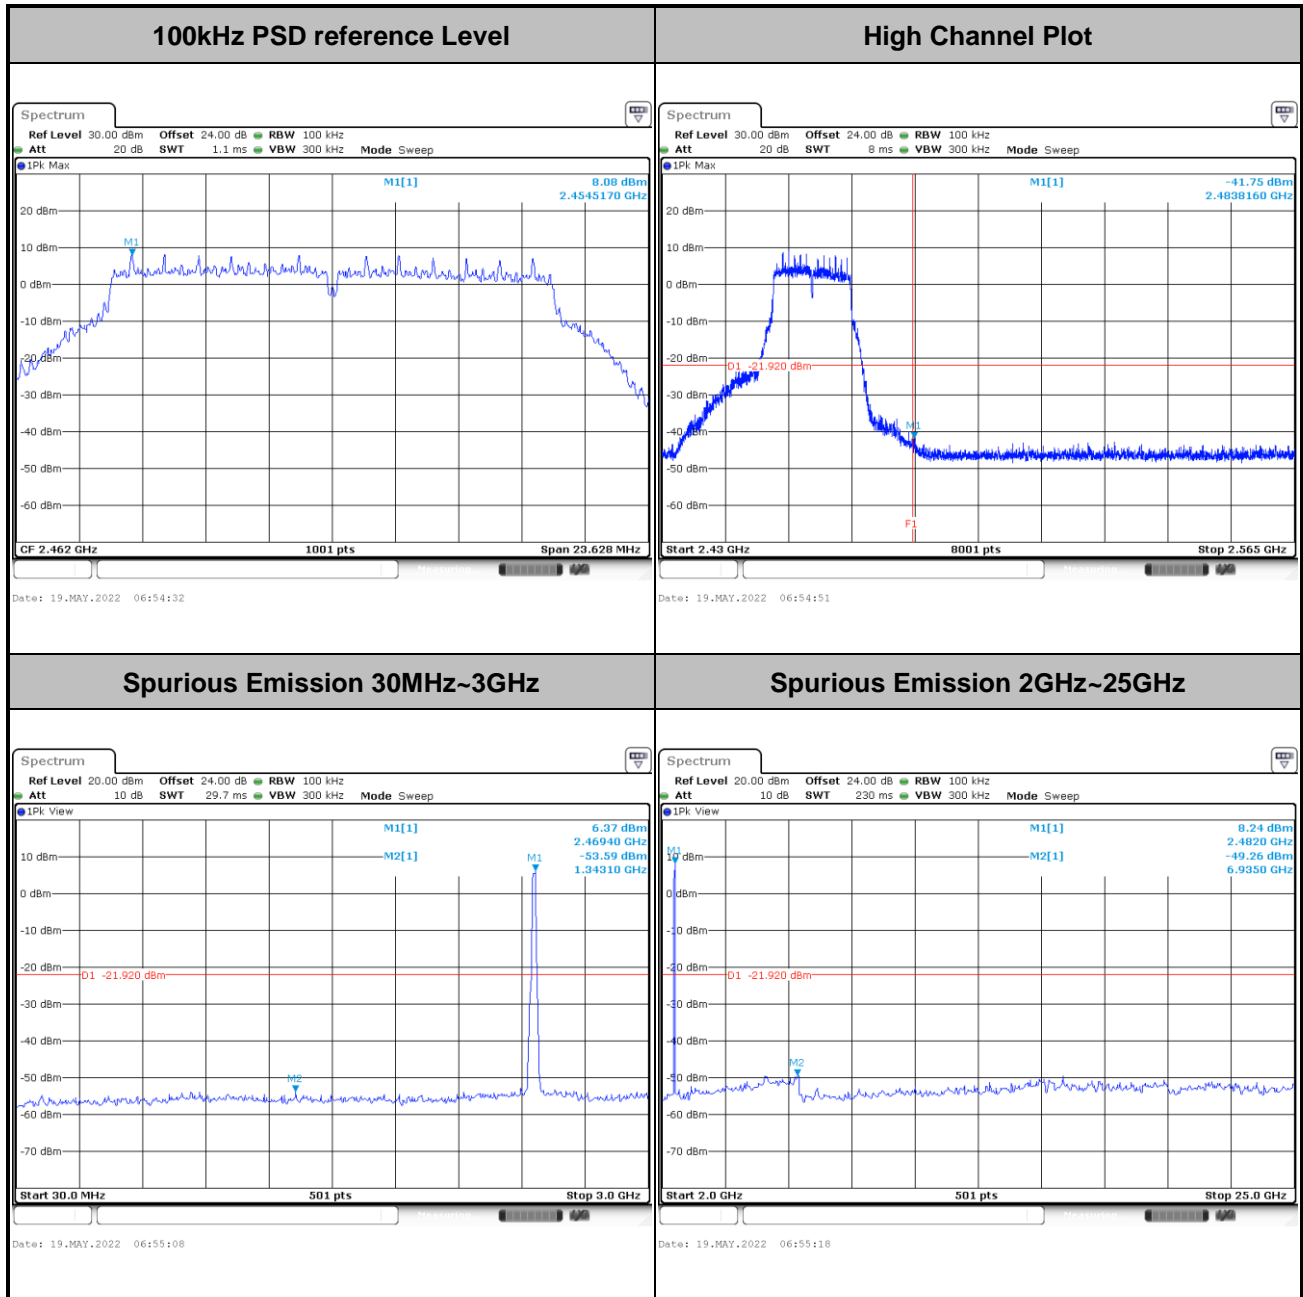 100kHz PSD reference Level
High Channel Plot
Spectrum
Ref Level 30.00 dBm Offset 24.00 dB RBW 100 kHz
Att 20 dB SWT 1.1 ms VBW 300 kHz Mode Sweep
1Pk Max
M1[1] 8.08 dBm
2.4545170 GHz
20 dBm
M1
10 dBm
0 dBm
-10 dBm
-20 dBm
-30 dBm
-40 dBm
-50 dBm
-60 dBm
CF 2.462 GHz 1001 pts Span 23.628 MHz
Measuring
Date: 19.MAY.2022 06:54:32
Spectrum
Ref Level 30.00 dBm Offset 24.00 dB RBW 100 kHz
Att 20 dB SWT 8 ms VBW 300 kHz Mode Sweep
1Pk Max
M1[1] -41.75 dBm
2.4838160 GHz
20 dBm
10 dBm
0 dBm
-10 dBm
-20 dBm
D1 -21.920 dBm
-30 dBm
-40 dBm
M1
-50 dBm
-60 dBm
F1
Start 2.43 GHz 8001 pts Stop 2.565 GHz
Measuring
Date: 19.MAY.2022 06:54:51
Spurious Emission 30MHz~3GHz
Spurious Emission 2GHz~25GHz
Spectrum
Ref Level 20.00 dBm Offset 24.00 dB RBW 100 kHz
Att 10 dB SWT 29.7 ms VBW 300 kHz Mode Sweep
1Pk View
M1[1] 6.37 dBm
2.46940 GHz
M2[1] -53.59 dBm
1.34310 GHz
10 dBm
M1
0 dBm
-10 dBm
-20 dBm
D1 -21.920 dBm
-30 dBm
-40 dBm
-50 dBm
M2
-60 dBm
-70 dBm
Start 30.0 MHz 501 pts Stop 3.0 GHz
Measuring
Date: 19.MAY.2022 06:55:08
Spectrum
Ref Level 20.00 dBm Offset 24.00 dB RBW 100 kHz
Att 10 dB SWT 230 ms VBW 300 kHz Mode Sweep
1Pk View
M1[1] 8.24 dBm
2.4820 GHz
M2[1] -49.26 dBm
6.9350 GHz
M1
10 dBm
0 dBm
-10 dBm
-20 dBm
D1 -21.920 dBm
-30 dBm
-40 dBm
M2
-50 dBm
-60 dBm
-70 dBm
Start 2.0 GHz 501 pts Stop 25.0 GHz
Measuring
Date: 19.MAY.2022 06:55:18